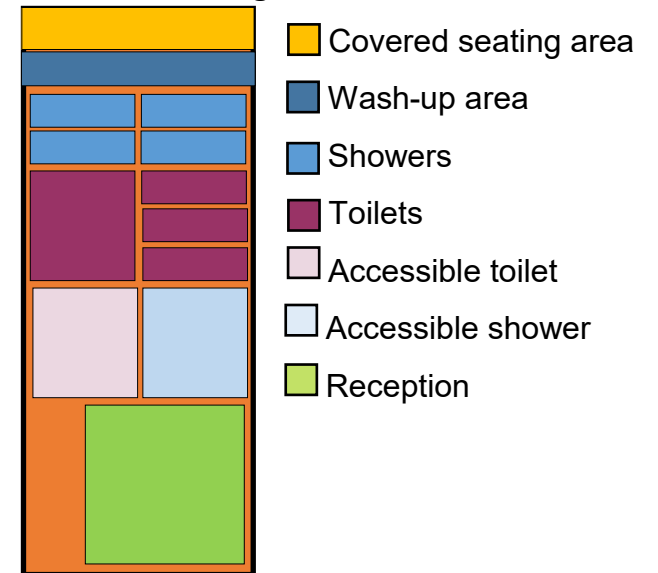 Covered seating area
Wash-up area
Showers
Toilets
Accessible toilet
Accessible shower
Reception